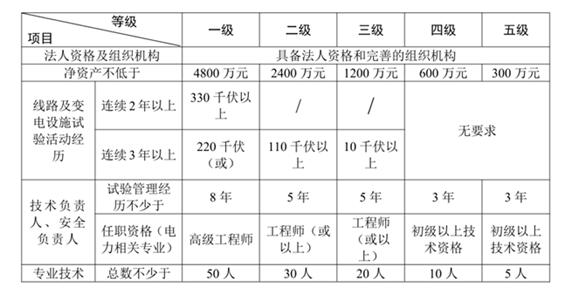 等级 一级 二级 三级 四级 五级
项目
法人资格及组织机构 具备法人资格和完善的组织机构
净资产不低于 4800 万元 2400 万元 1200 万元 600 万元 300 万元
线路及变电设施试验活动经历 连续 2 年以上 330 千伏以上 / / 无要求
连续 3 年以上 220 千伏（或） 110 千伏以上 10 千伏以上
技术负责人、安全负责人 试验管理经历不少于 8 年 5 年 5 年 3 年 3 年
任职资格（电力相关专业） 高级工程师 工程师（或以上） 工程师（或以上） 初级以上技术资格 初级以上技术资格
专业技术 总数不少于 50 人 30 人 20 人 10 人 5 人